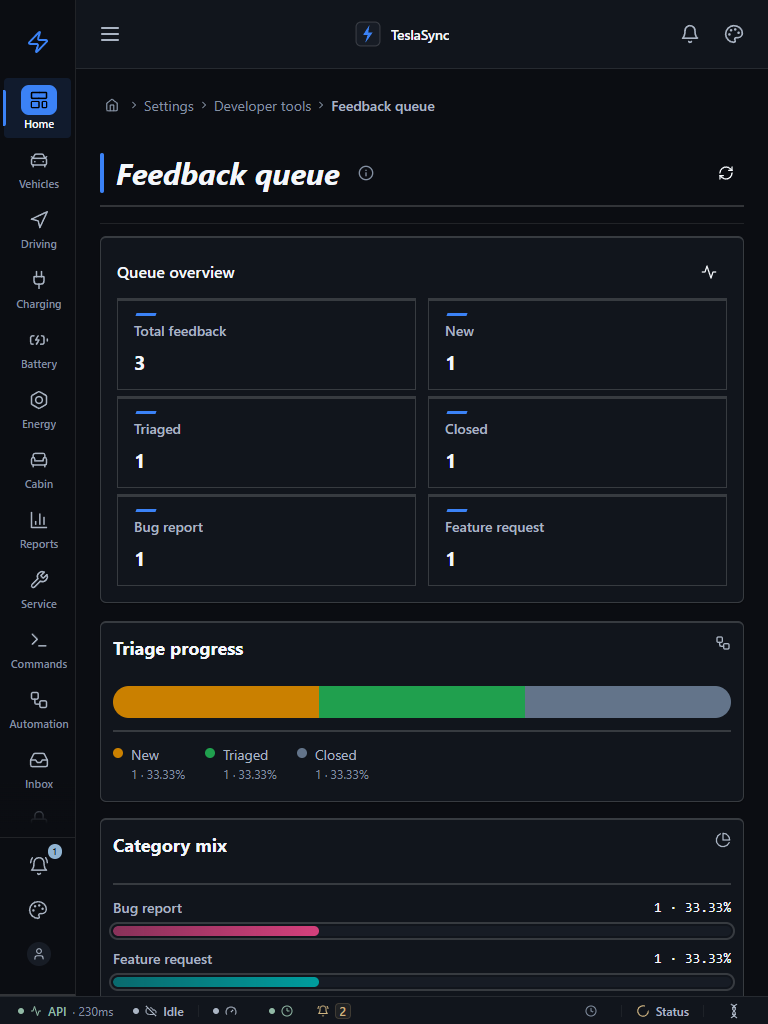 TeslaSync
Home
Vehicles
Driving
Charging
Battery
Energy
Cabin
Reports
Service
Commands
Automation
Inbox
1
Settings > Developer tools > Feedback queue
Feedback queue
Queue overview
Total feedback
3
New
1
Triaged
1
Closed
1
Bug report
1
Feature request
1
Triage progress
New
1 · 33.33%
Triaged
1 · 33.33%
Closed
1 · 33.33%
Category mix
Bug report 1 · 33.33%
Feature request 1 · 33.33%
API · 230ms Idle 2 Status